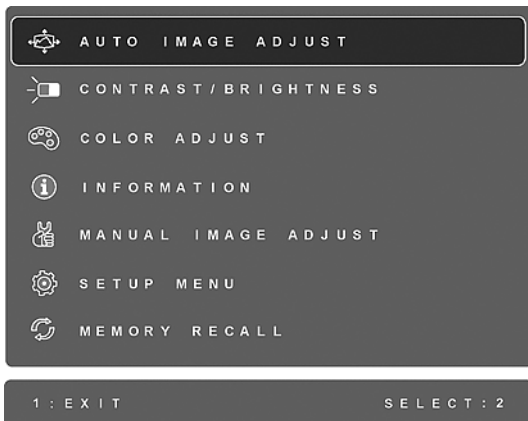 AUTO IMAGE ADJUST
CONTRAST/BRIGHTNESS
COLOR ADJUST
INFORMATION
MANUAL IMAGE ADJUST
SETUP MENU
MEMORY RECALL
1:EXIT SELECT:2